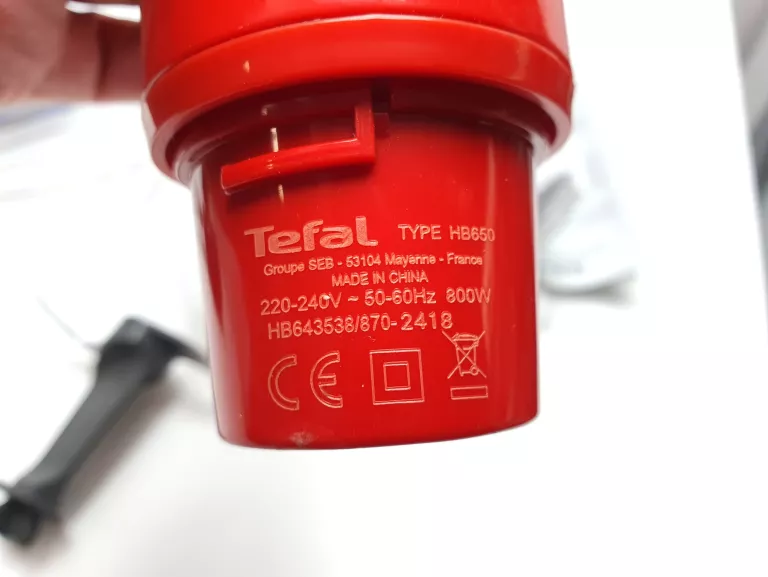 Tefal TYPE HB650
Groupe SEB - 53104 Mayenne - France
MADE IN CHINA
220-240V ~ 50-60Hz 800W
HB643538/870-2418
CE